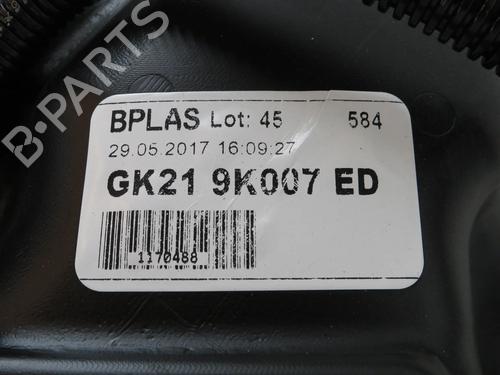 B-PARTS
BPLAS Lot: 45 584
29.05.2017 16:09:27
GK21 9K007 ED
1170488